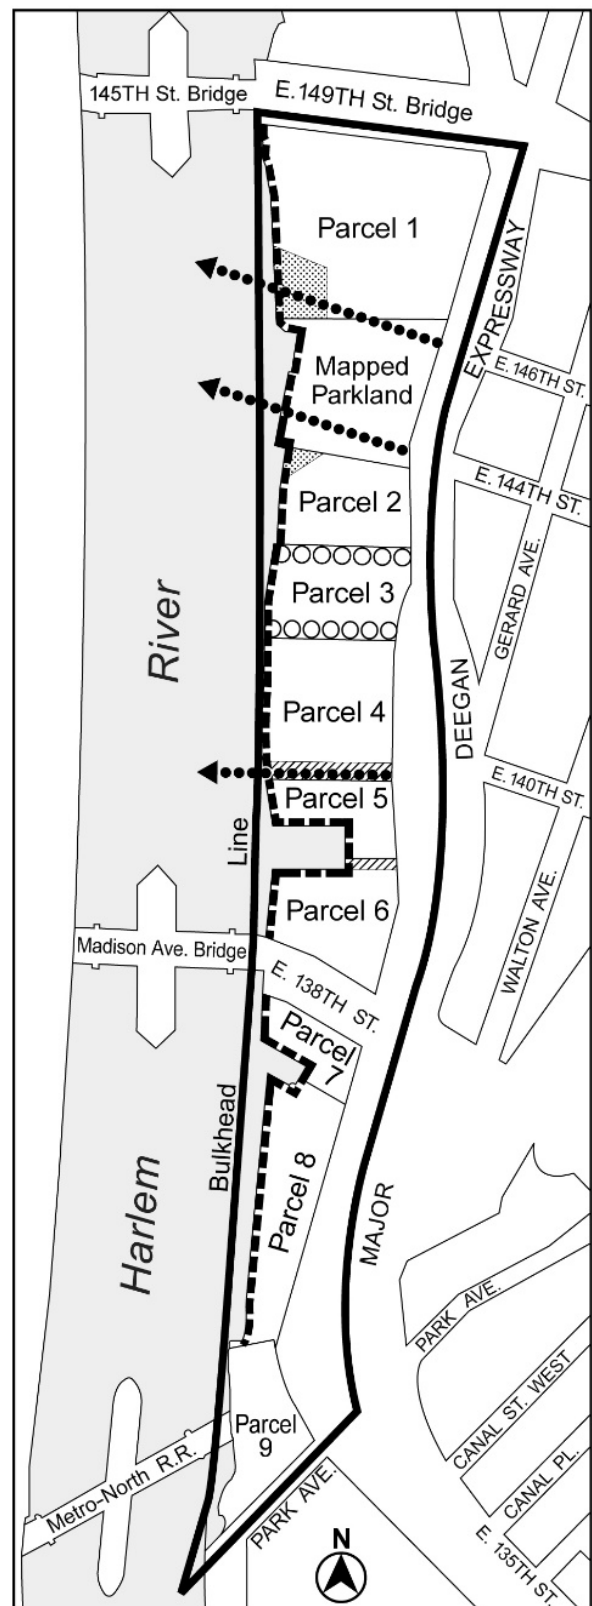 145TH St. Bridge
E.149TH St. Bridge
Parcel 1
EXPRESSWAY
E. 146TH ST.
Mapped
Parkland
E. 144TH ST.
Parcel 2
GERARD AVE.
Parcel 3
River
Parcel 4
DEEGAN
E. 140TH ST.
Parcel 5
Line
WALTON AVE.
Parcel 6
Madison Ave. Bridge
E. 138TH ST.
Parcel
7
Bulkhead
Parcel 8
Harlem
MAJOR
PARK AVE.
CANAL ST. WEST
Parcel
9
Metro-North R.R.
CANAL PL.
PARK AVE.
E. 135TH ST.
N